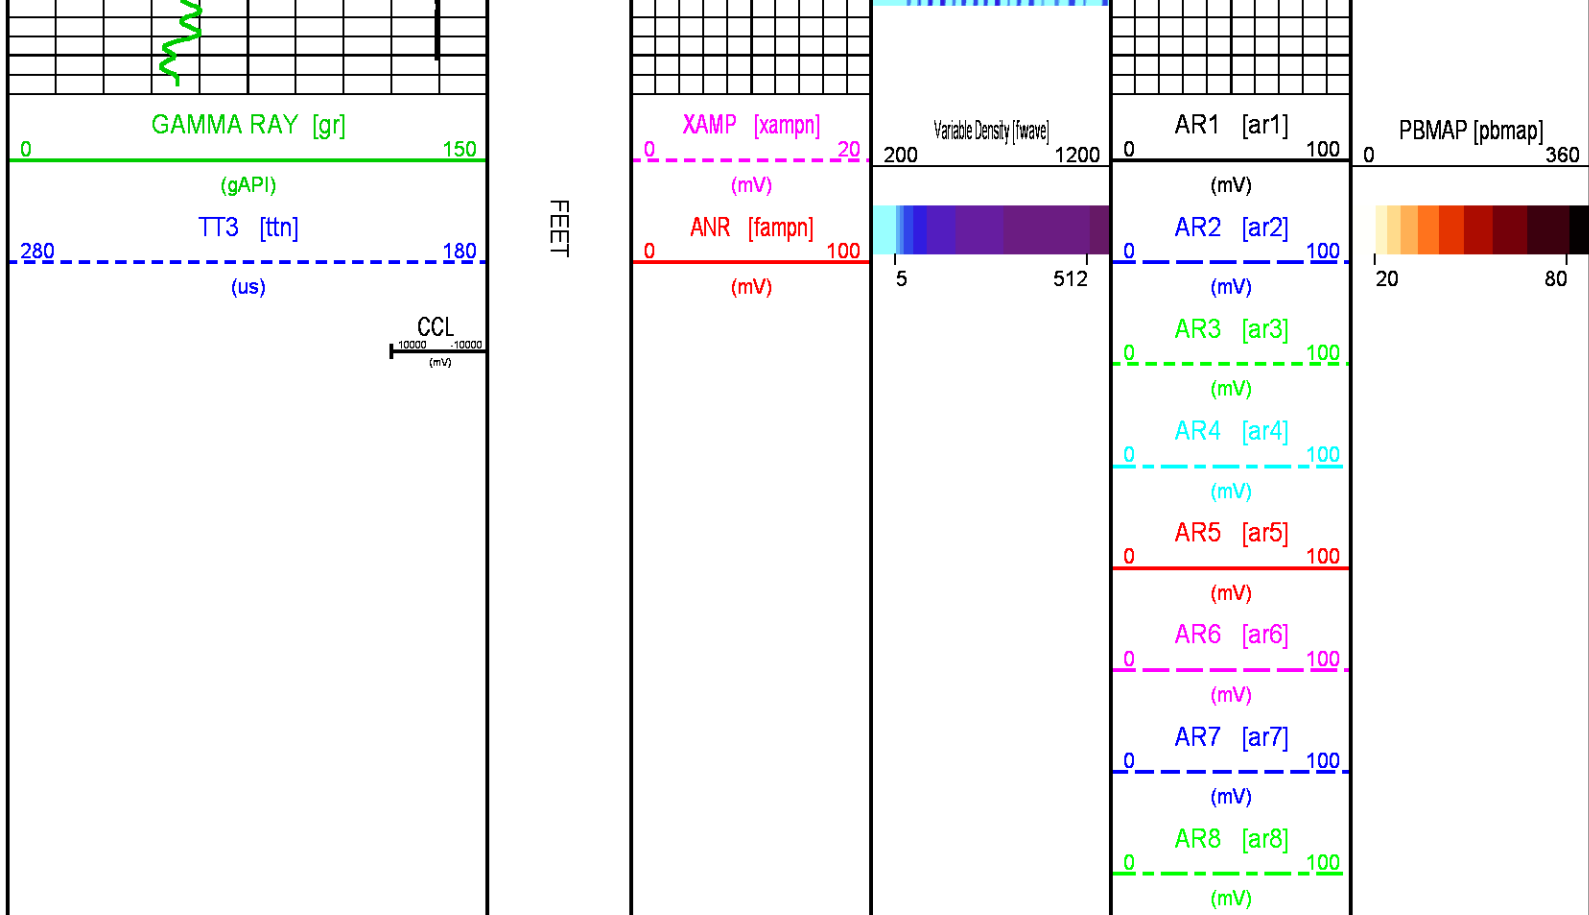 GAMMA RAY [gr]
0 150
(gAPI)
TT3 [ttn]
280 180
(us)
CCL
10000 -10000
(mV)
FEET
XAMP [xampn]
0 20
(mV)
ANR [fampn]
0 100
(mV)
Variable Density [fwave]
200 1200
5 512
AR1 [ar1]
0 100
(mV)
AR2 [ar2]
0 100
(mV)
AR3 [ar3]
0 100
(mV)
AR4 [ar4]
0 100
(mV)
AR5 [ar5]
0 100
(mV)
AR6 [ar6]
0 100
(mV)
AR7 [ar7]
0 100
(mV)
AR8 [ar8]
0 100
(mV)
PBMAP [pbmap]
0 360
20 80